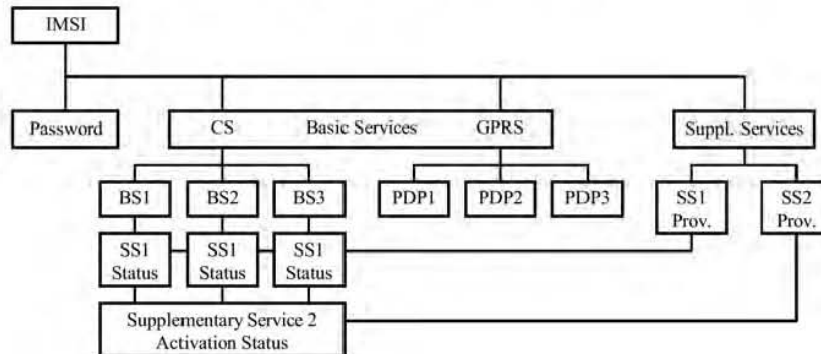 IMSI
Password
CS Basic Services GPRS
Suppl. Services
BS1 BS2 BS3
PDP1 PDP2 PDP3
SS1
Prov.
SS2
Prov.
SS1
Status
SS1
Status
SS1
Status
Supplementary Service 2
Activation Status